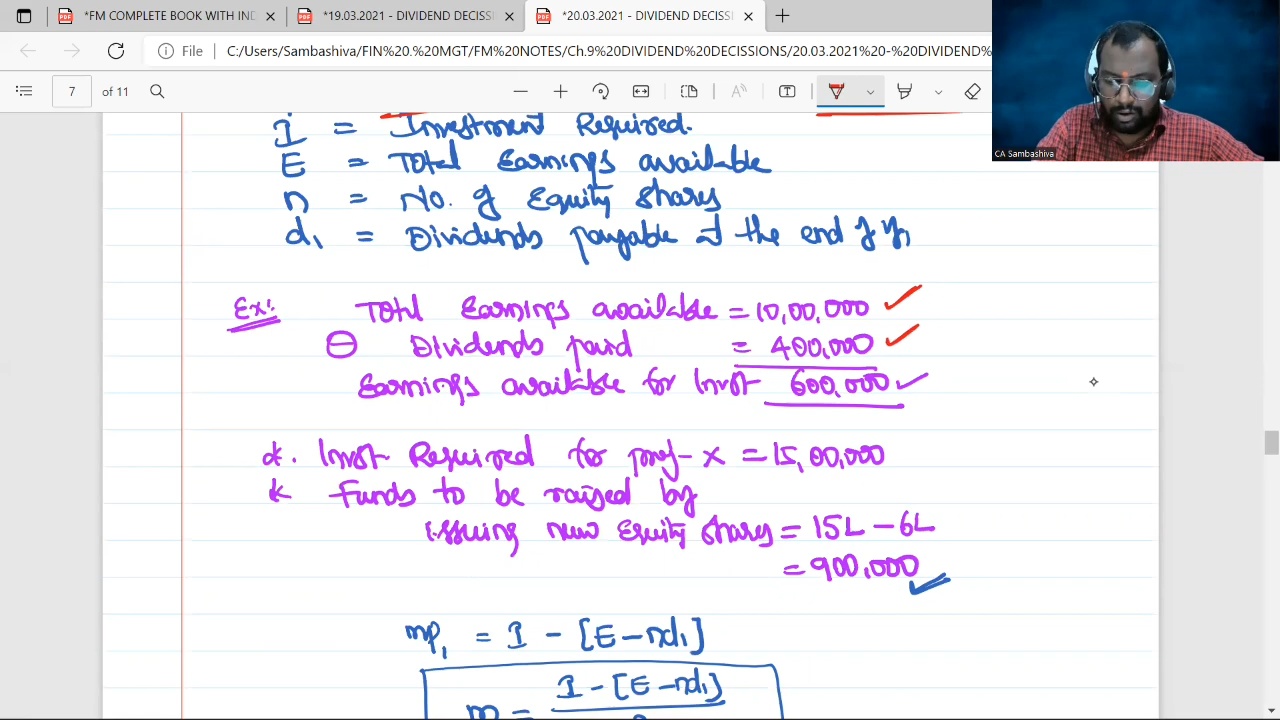 *FM COMPLETE BOOK WITH IND
*19.03.2021 - DIVIDEND DECISSI
*20.03.2021 - DIVIDEND DECISS
File
C:/Users/Sambashiva/FIN%20.%20MGT/FM%20NOTES/Ch.9%20DIVIDEND%20DECISSIONS/20.03.2021%20-%20DIVIDEND%
7 of 11
CA Sambashiva
I = Investment Required.
E = Total Earnings available
n = No. of Equity Shares
d1 = Dividends payable at the end of Y1
Ex: Total Earnings available = 10,00,000
⊖ Dividends paid = 400,000
Earnings available for Invst 600,000
*. Invst. Required for proj-X = 15,00,000
* Funds to be raised by
issuing new Equity shares = 15L - 6L
= 900,000
mp1 = I - [E-nd1]
I - [E-nd1]
m =